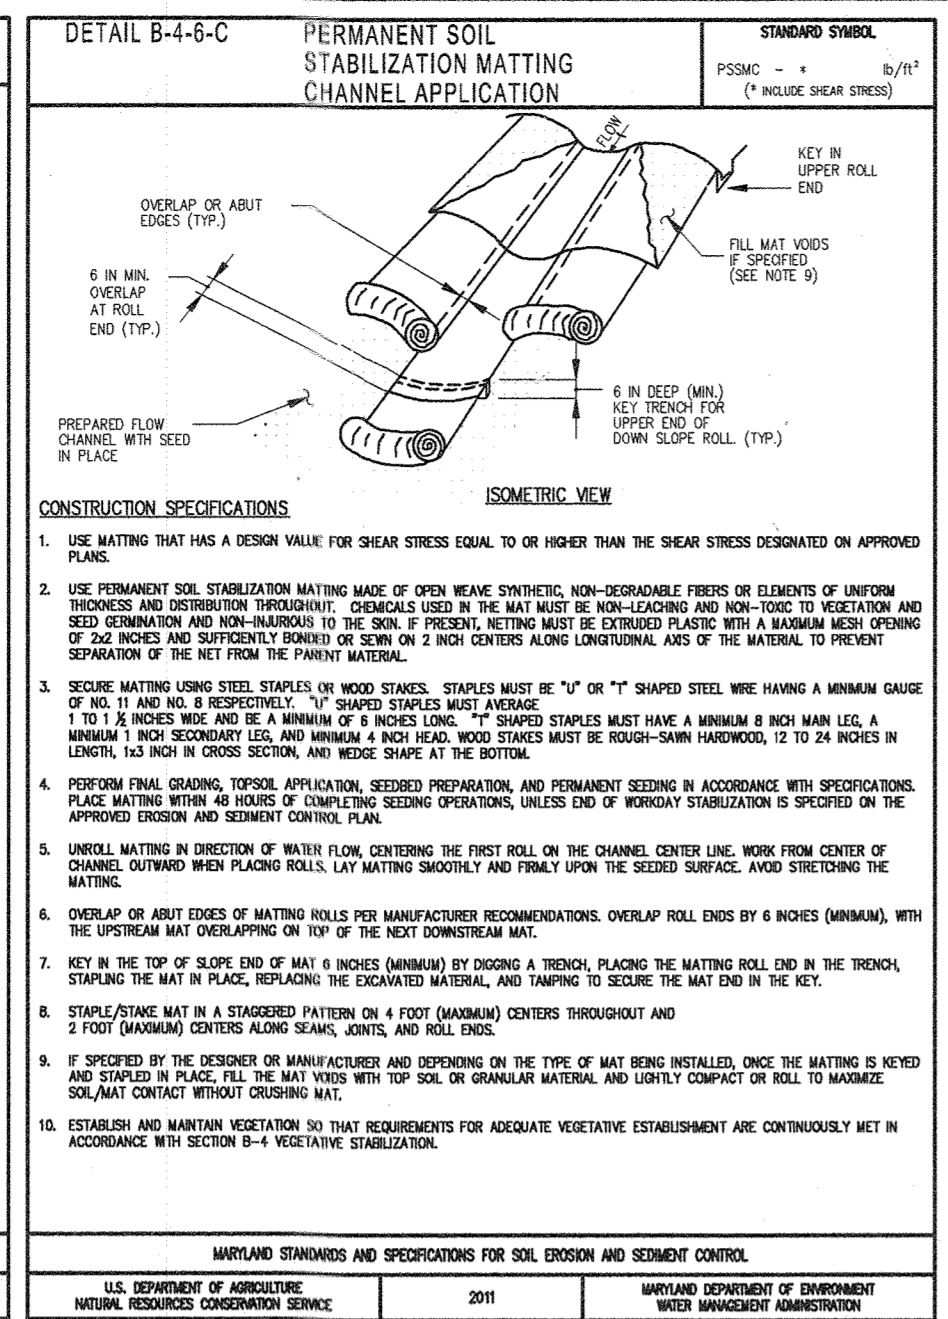 DETAIL B-4-6-C
PERMANENT SOIL
STABILIZATION MATTING
CHANNEL APPLICATION
STANDARD SYMBOL
PSSMC - * lb/ft²
(* INCLUDE SHEAR STRESS)
FLOW
KEY IN
UPPER ROLL
END
OVERLAP OR ABUT
EDGES (TYP.)
FILL MAT VOIDS
IF SPECIFIED
(SEE NOTE 9)
6 IN MIN.
OVERLAP
AT ROLL
END (TYP.)
6 IN DEEP (MIN.)
KEY TRENCH FOR
UPPER END OF
DOWN SLOPE ROLL. (TYP.)
PREPARED FLOW
CHANNEL WITH SEED
IN PLACE
ISOMETRIC VIEW
CONSTRUCTION SPECIFICATIONS
1. USE MATTING THAT HAS A DESIGN VALUE FOR SHEAR STRESS EQUAL TO OR HIGHER THAN THE SHEAR STRESS DESIGNATED ON APPROVED
PLANS.
2. USE PERMANENT SOIL STABILIZATION MATTING MADE OF OPEN WEAVE SYNTHETIC, NON-DEGRADABLE FIBERS OR ELEMENTS OF UNIFORM
THICKNESS AND DISTRIBUTION THROUGHOUT. CHEMICALS USED IN THE MAT MUST BE NON-LEACHING AND NON-TOXIC TO VEGETATION AND
SEED GERMINATION AND NON-INJURIOUS TO THE SKIN. IF PRESENT, NETTING MUST BE EXTRUDED PLASTIC WITH A MAXIMUM MESH OPENING
OF 2x2 INCHES AND SUFFICIENTLY BONDED OR SEWN ON 2 INCH CENTERS ALONG LONGITUDINAL AXIS OF THE MATERIAL TO PREVENT
SEPARATION OF THE NET FROM THE PARENT MATERIAL.
3. SECURE MATTING USING STEEL STAPLES OR WOOD STAKES. STAPLES MUST BE "U" OR "T" SHAPED STEEL WIRE HAVING A MINIMUM GAUGE
OF NO. 11 AND NO. 8 RESPECTIVELY. "U" SHAPED STAPLES MUST AVERAGE
1 TO 1 ½ INCHES WIDE AND BE A MINIMUM OF 6 INCHES LONG. "T" SHAPED STAPLES MUST HAVE A MINIMUM 8 INCH MAIN LEG, A
MINIMUM 1 INCH SECONDARY LEG, AND MINIMUM 4 INCH HEAD. WOOD STAKES MUST BE ROUGH-SAWN HARDWOOD, 12 TO 24 INCHES IN
LENGTH, 1x3 INCH IN CROSS SECTION, AND WEDGE SHAPE AT THE BOTTOM.
4. PERFORM FINAL GRADING, TOPSOIL APPLICATION, SEEDBED PREPARATION, AND PERMANENT SEEDING IN ACCORDANCE WITH SPECIFICATIONS.
PLACE MATTING WITHIN 48 HOURS OF COMPLETING SEEDING OPERATIONS, UNLESS END OF WORKDAY STABILIZATION IS SPECIFIED ON THE
APPROVED EROSION AND SEDIMENT CONTROL PLAN.
5. UNROLL MATTING IN DIRECTION OF WATER FLOW, CENTERING THE FIRST ROLL ON THE CHANNEL CENTER LINE. WORK FROM CENTER OF
CHANNEL OUTWARD WHEN PLACING ROLLS. LAY MATTING SMOOTHLY AND FIRMLY UPON THE SEEDED SURFACE. AVOID STRETCHING THE
MATTING.
6. OVERLAP OR ABUT EDGES OF MATTING ROLLS PER MANUFACTURER RECOMMENDATIONS. OVERLAP ROLL ENDS BY 6 INCHES (MINIMUM), WITH
THE UPSTREAM MAT OVERLAPPING ON TOP OF THE NEXT DOWNSTREAM MAT.
7. KEY IN THE TOP OF SLOPE END OF MAT 6 INCHES (MINIMUM) BY DIGGING A TRENCH, PLACING THE MATTING ROLL END IN THE TRENCH,
STAPLING THE MAT IN PLACE, REPLACING THE EXCAVATED MATERIAL, AND TAMPING TO SECURE THE MAT END IN THE KEY.
8. STAPLE/STAKE MAT IN A STAGGERED PATTERN ON 4 FOOT (MAXIMUM) CENTERS THROUGHOUT AND
2 FOOT (MAXIMUM) CENTERS ALONG SEAMS, JOINTS, AND ROLL ENDS.
9. IF SPECIFIED BY THE DESIGNER OR MANUFACTURER AND DEPENDING ON THE TYPE OF MAT BEING INSTALLED, ONCE THE MATTING IS KEYED
AND STAPLED IN PLACE, FILL THE MAT VOIDS WITH TOP SOIL OR GRANULAR MATERIAL AND LIGHTLY COMPACT OR ROLL TO MAXIMIZE
SOIL/MAT CONTACT WITHOUT CRUSHING MAT.
10. ESTABLISH AND MAINTAIN VEGETATION SO THAT REQUIREMENTS FOR ADEQUATE VEGETATIVE ESTABLISHMENT ARE CONTINUOUSLY MET IN
ACCORDANCE WITH SECTION B-4 VEGETATIVE STABILIZATION.
MARYLAND STANDARDS AND SPECIFICATIONS FOR SOIL EROSION AND SEDIMENT CONTROL
U.S. DEPARTMENT OF AGRICULTURE
NATURAL RESOURCES CONSERVATION SERVICE
2011
MARYLAND DEPARTMENT OF ENVIRONMENT
WATER MANAGEMENT ADMINISTRATION